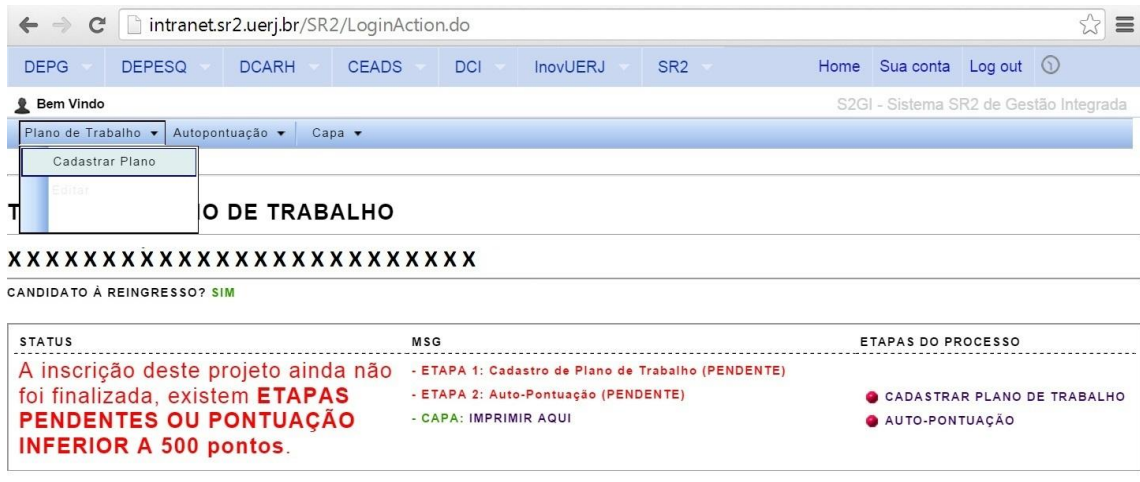 intranet.sr2.uerj.br/SR2/LoginAction.do
DEPG DEPESQ DCARH CEADS DCI InovUERJ SR2 Home Sua conta Log out
Bem Vindo S2GI - Sistema SR2 de Gestão Integrada
Plano de Trabalho Autopontuação Capa
Cadastrar Plano
Editar
T O DE TRABALHO
X X X X X X X X X X X X X X X X X X X X X X X X X
CANDIDATO À REINGRESSO? SIM
STATUS MSG ETAPAS DO PROCESSO
A inscrição deste projeto ainda não
foi finalizada, existem ETAPAS
PENDENTES OU PONTUAÇÃO
INFERIOR A 500 pontos.
- ETAPA 1: Cadastro de Plano de Trabalho (PENDENTE)
- ETAPA 2: Auto-Pontuação (PENDENTE)
- CAPA: IMPRIMIR AQUI
CADASTRAR PLANO DE TRABALHO
AUTO-PONTUAÇÃO